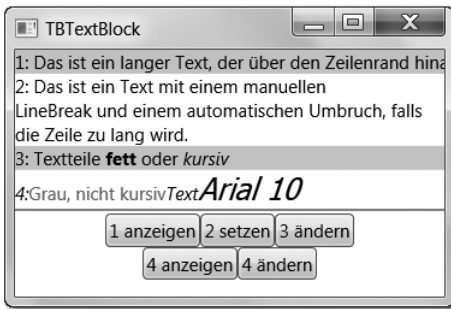 TBTextBlock
1: Das ist ein langer Text, der über den Zeilenrand hina
2: Das ist ein Text mit einem manuellen
LineBreak und einem automatischen Umbruch, falls
die Zeile zu lang wird.
3: Textteile fett oder kursiv
4:Grau, nicht kursivTextArial 10
1 anzeigen 2 setzen 3 ändern
4 anzeigen 4 ändern